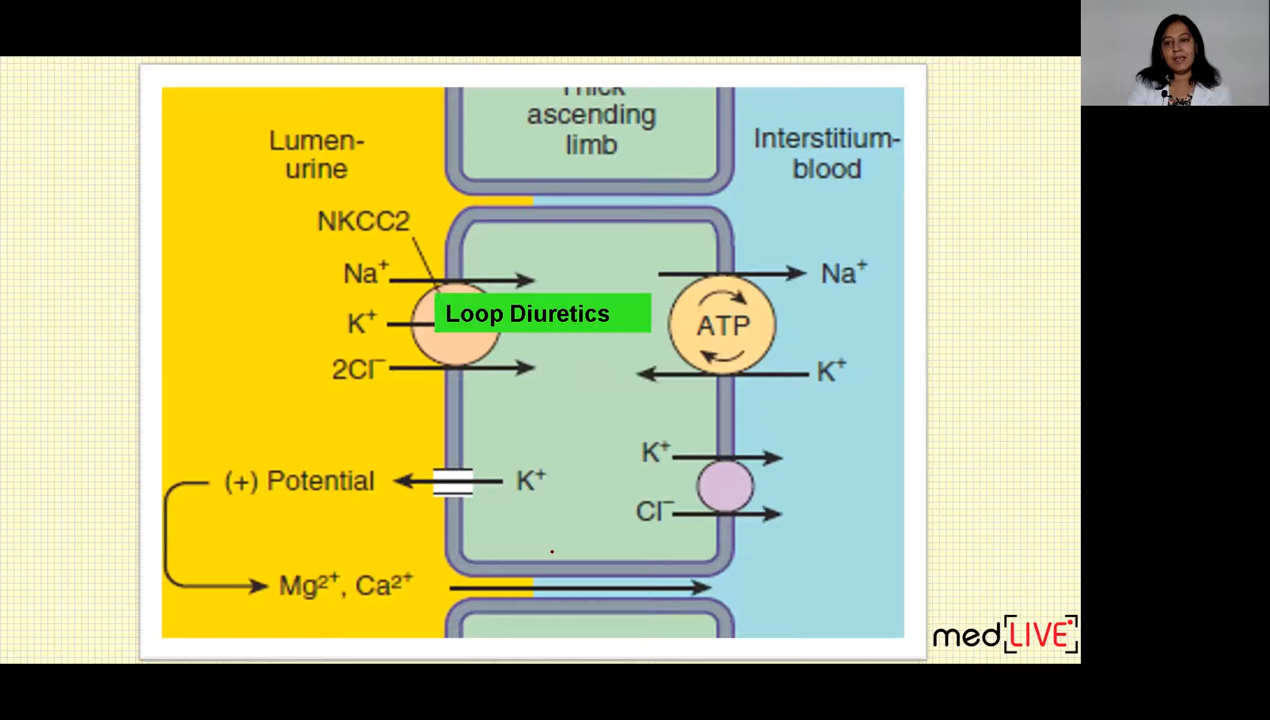 Thick
ascending
limb
Lumen-
urine
Interstitium-
blood
NKCC2
Na⁺
K⁺
2Cl⁻
Loop Diuretics
ATP
Na⁺
K⁺
K⁺
Cl⁻
(+) Potential
K⁺
Mg²⁺, Ca²⁺
med[LIVE]